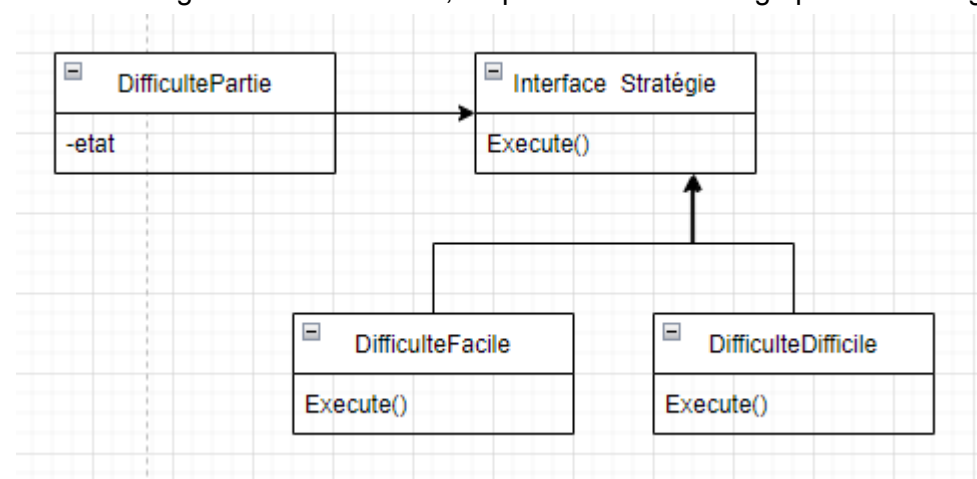 DifficultePartie
Interface Stratégie
-etat
Execute()
DifficulteFacile
DifficulteDifficile
Execute()
Execute()